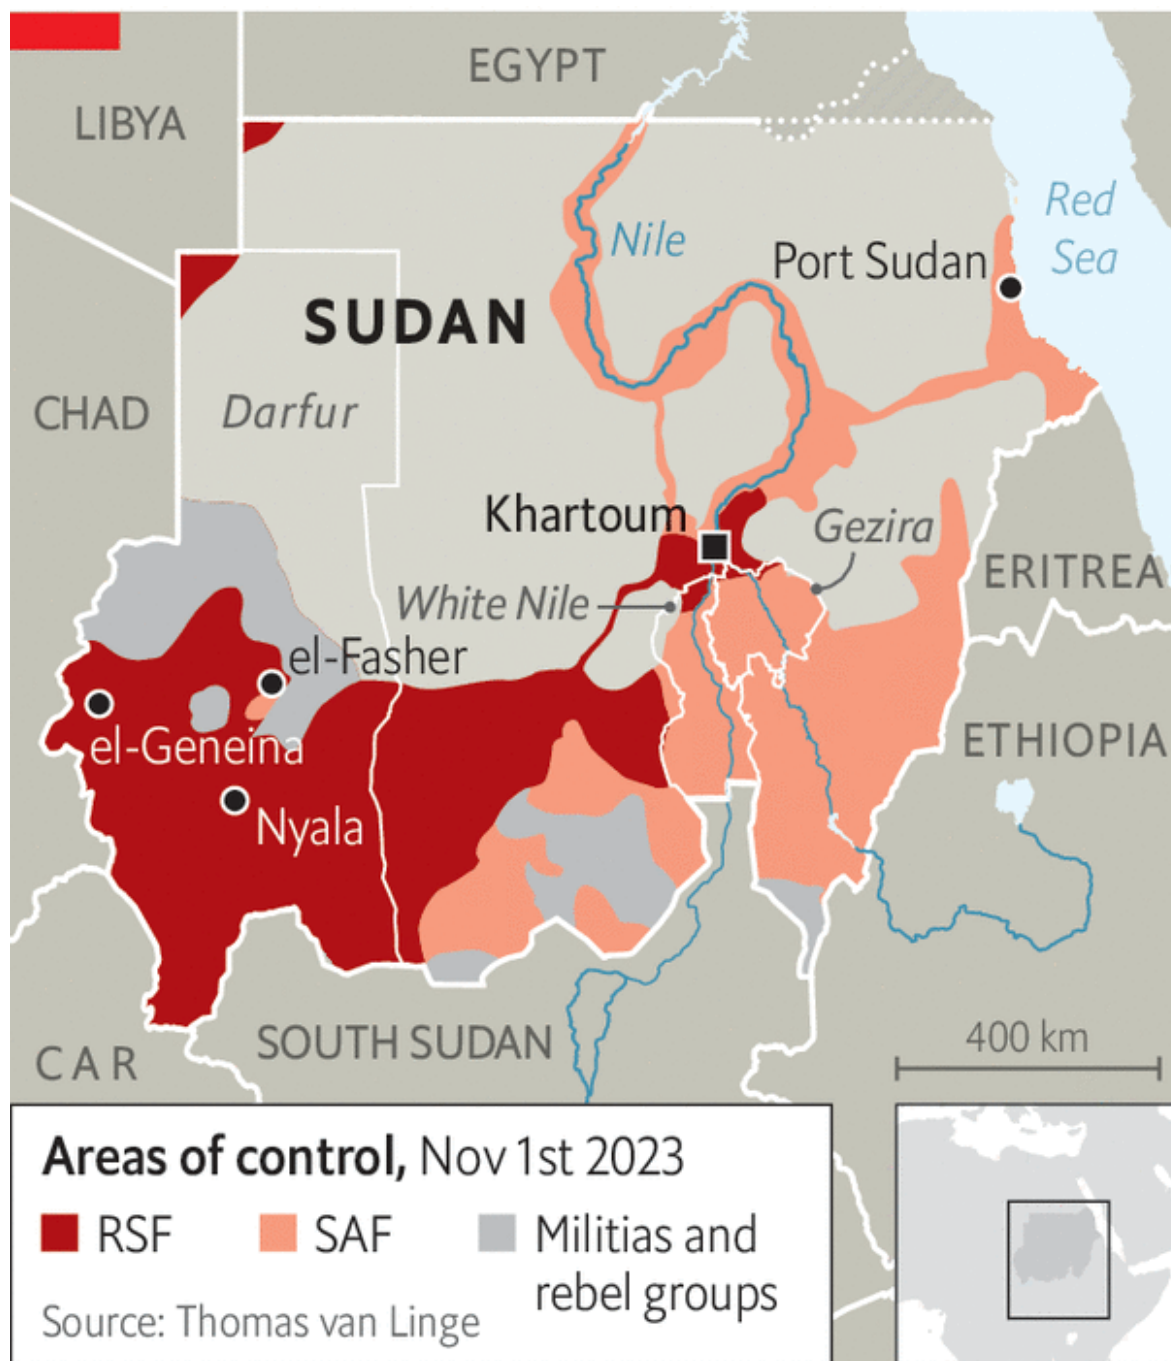 EGYPT
LIBYA
Red
Sea
Nile
Port Sudan
SUDAN
CHAD
Darfur
Khartoum
Gezira
ERITREA
White Nile
el-Fasher
el-Geneina
ETHIOPIA
Nyala
SOUTH SUDAN
CAR
400 km
Areas of control, Nov 1st 2023
RSF
SAF
Militias and
rebel groups
Source: Thomas van Linge